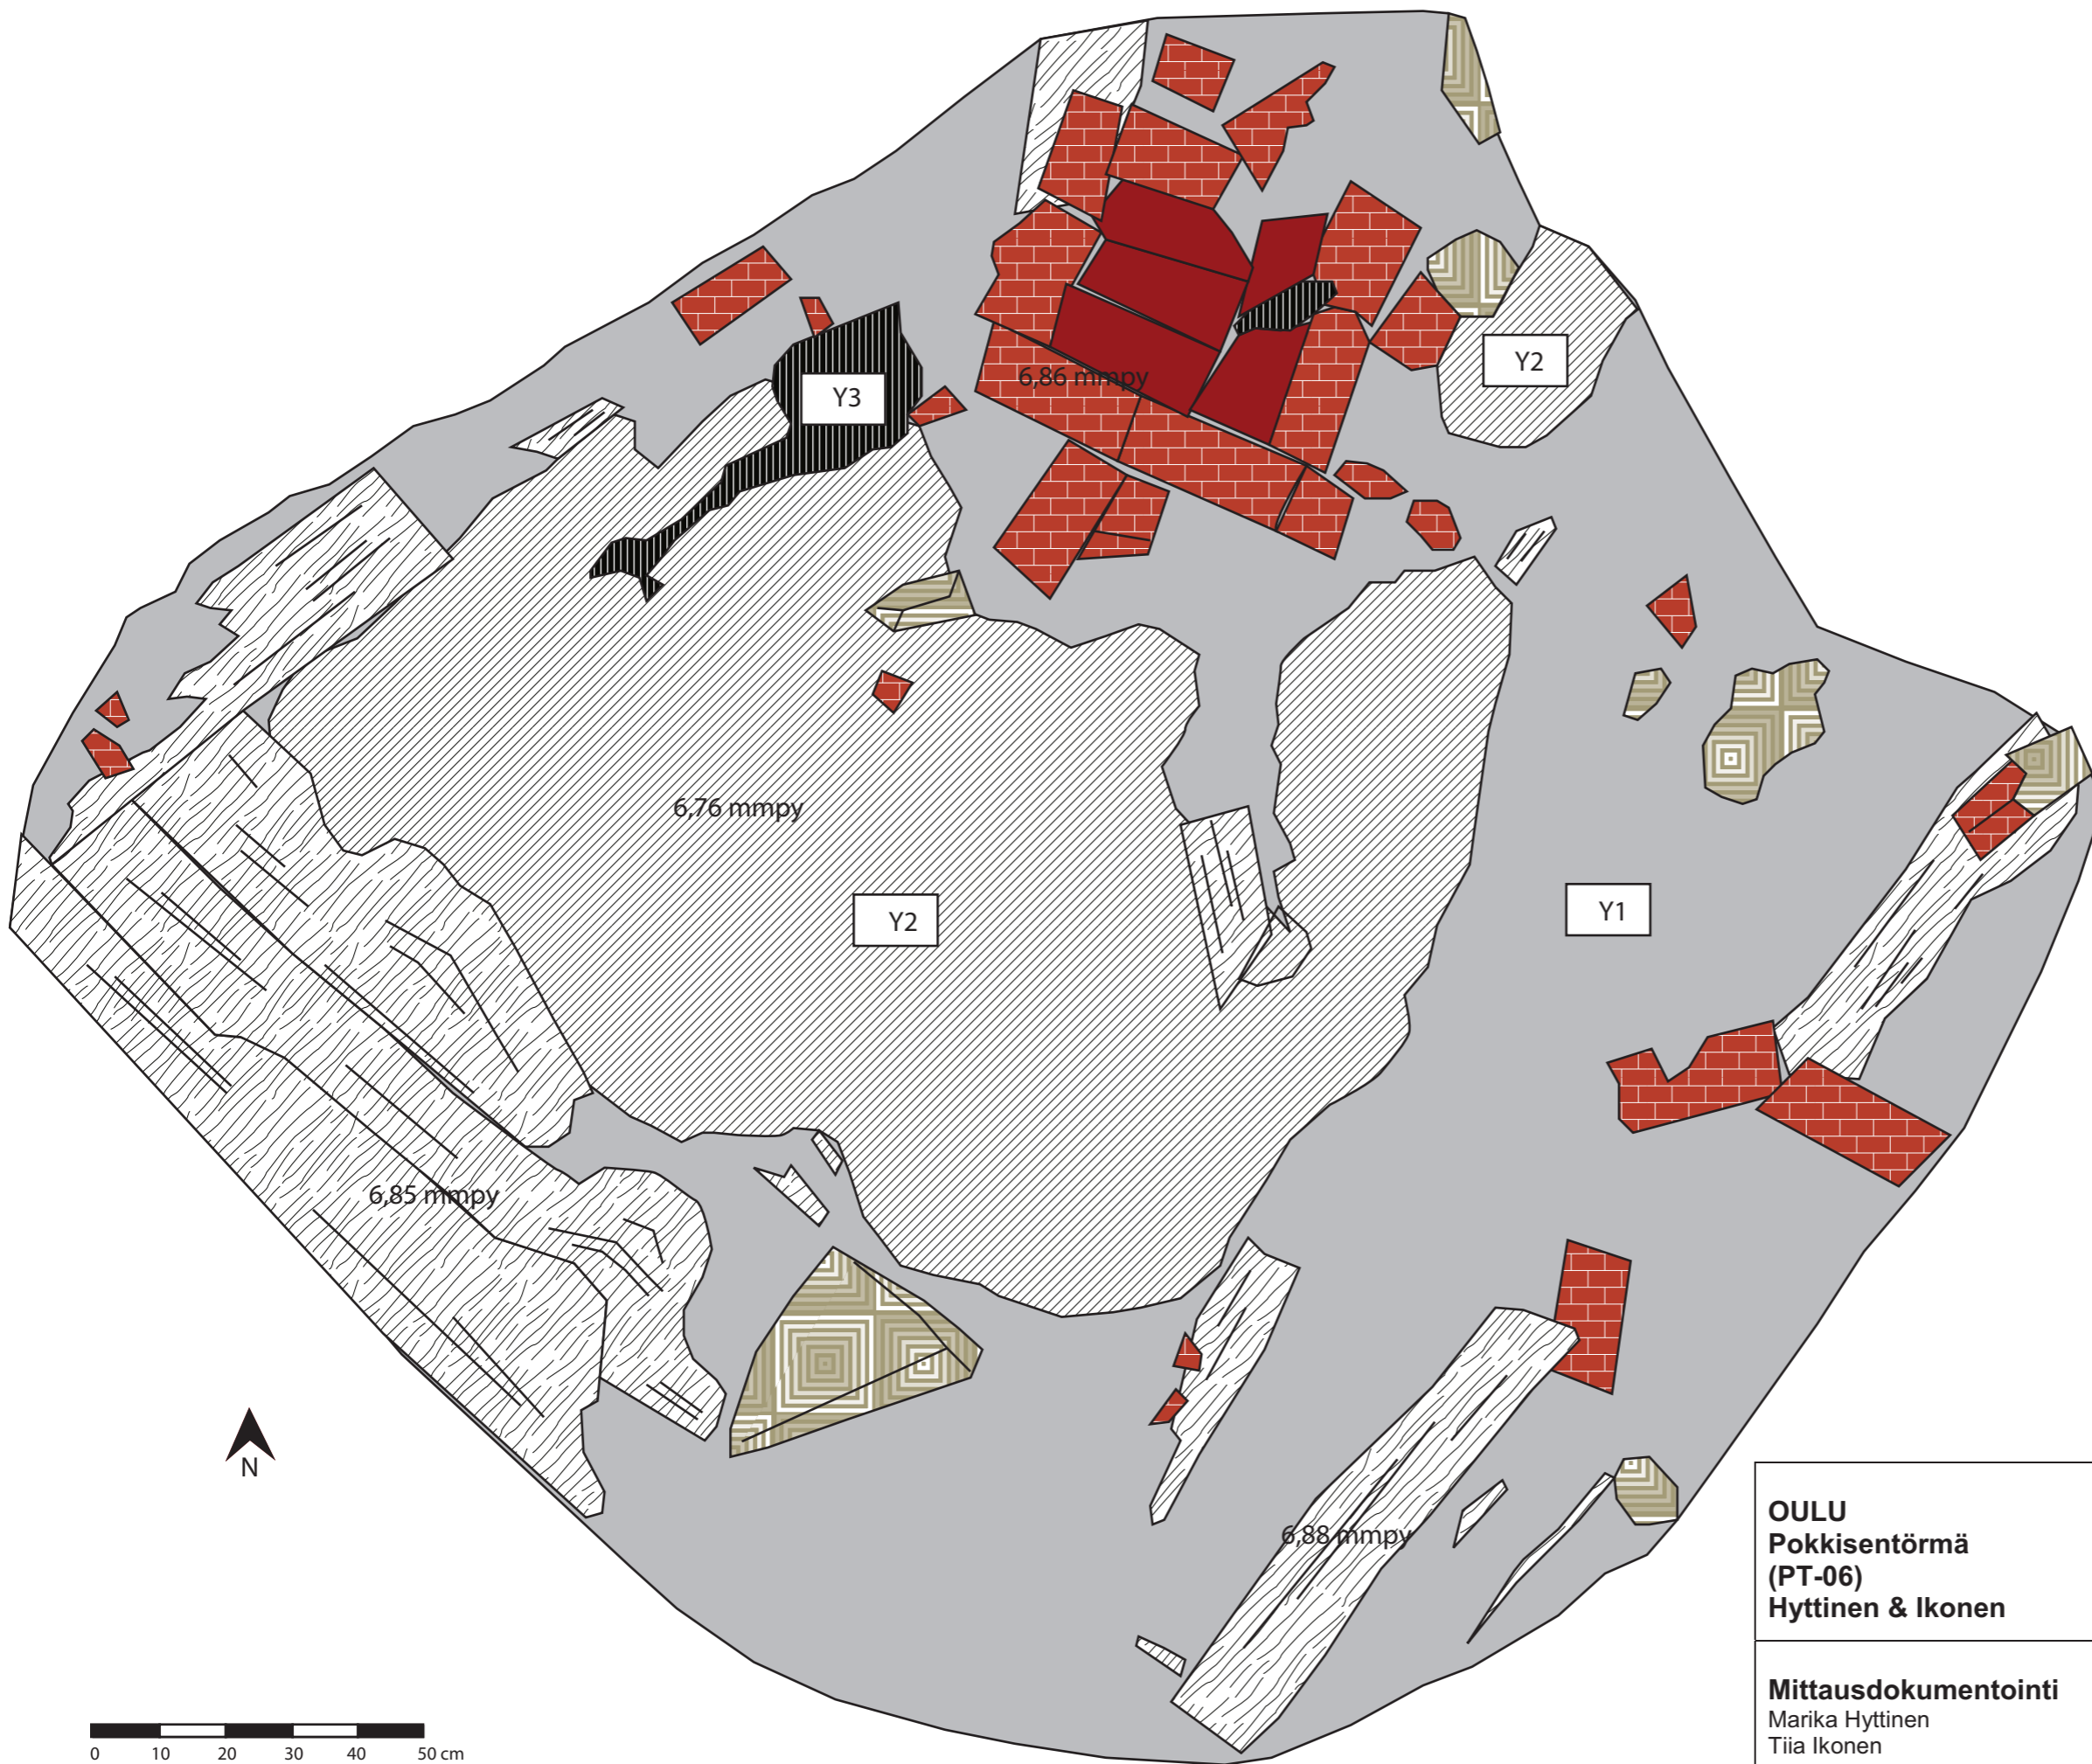 6,86 mmpy
Y2
Y3
6,76 mmpy
Y2
Y1
6,85 mmpy
6,88 mmpy
N
0 10 20 30 40 50 cm
OULU
Pokkisentörmä
(PT-06)
Hyttinen & Ikonen
Mittausdokumentointi
Marika Hyttinen
Tiia Ikonen